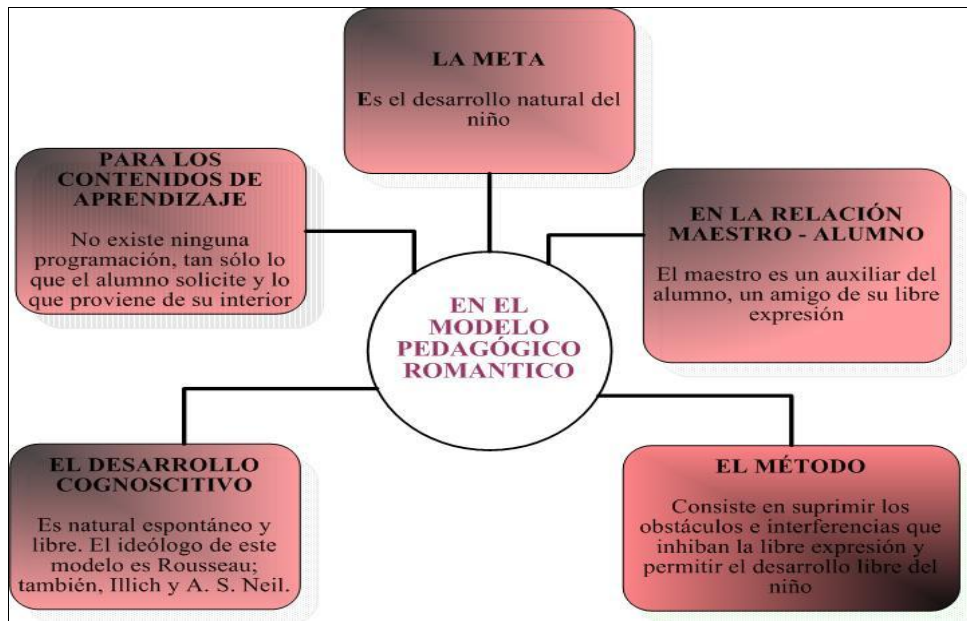 LA META
Es el desarrollo natural del
niño
PARA LOS
CONTENIDOS DE
APRENDIZAJE
No existe ninguna
programación, tan sólo lo
que el alumno solicite y lo
que proviene de su interior
EN LA RELACIÓN
MAESTRO - ALUMNO
El maestro es un auxiliar del
alumno, un amigo de su libre
expresión
EN EL
MODELO
PEDAGÓGICO
ROMANTICO
EL DESARROLLO
COGNOSCITIVO
Es natural espontáneo y
libre. El ideólogo de este
modelo es Rousseau;
también, Illich y A. S. Neil.
EL MÉTODO
Consiste en suprimir los
obstáculos e interferencias que
inhiban la libre expresión y
permitir el desarrollo libre del
niño